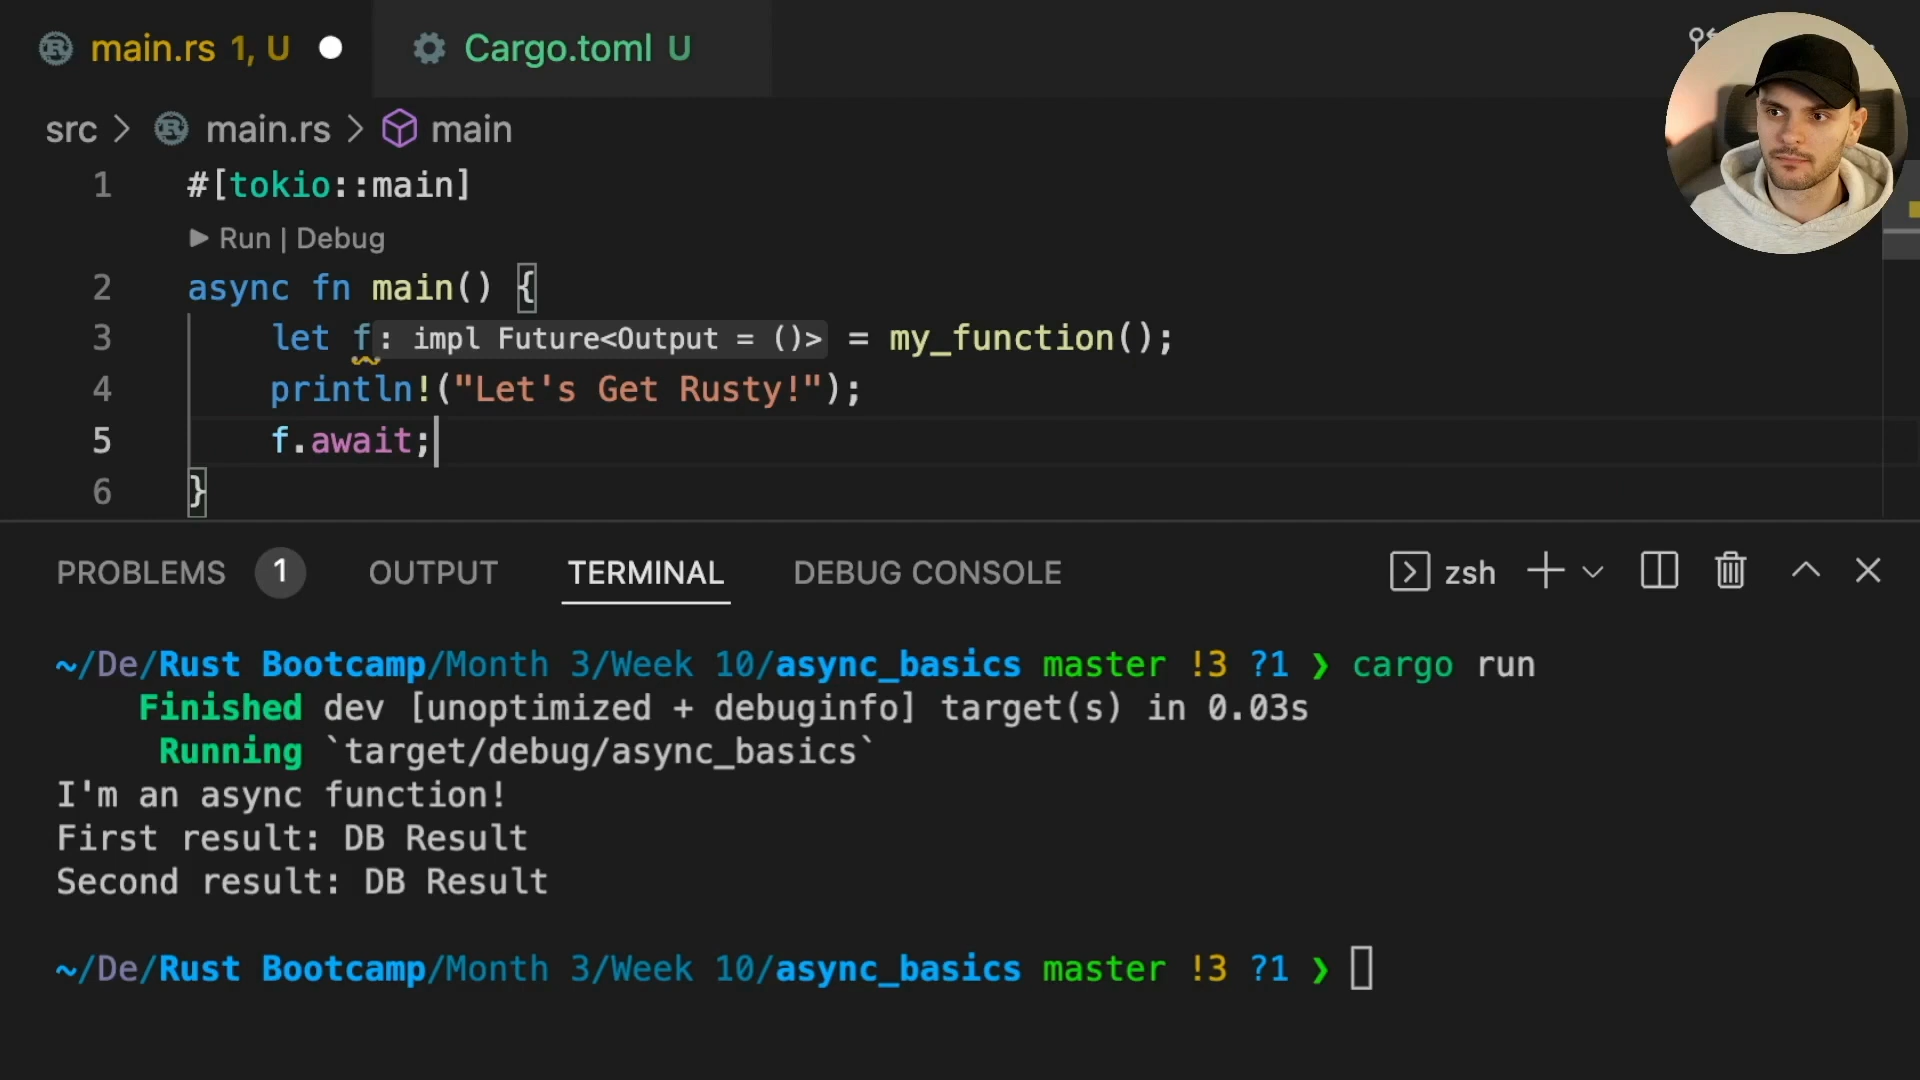 main.rs 1, U
Cargo.toml U
src > main.rs > main
1 #[tokio::main]
Run | Debug
2 async fn main() {
3 let f: impl Future<Output = ()> = my_function();
4 println!("Let's Get Rusty!");
5 f.await;
6 }
PROBLEMS 1 OUTPUT TERMINAL DEBUG CONSOLE zsh
~/De/Rust Bootcamp/Month 3/Week 10/async_basics master !3 ?1 ❯ cargo run
Finished dev [unoptimized + debuginfo] target(s) in 0.03s
Running `target/debug/async_basics`
I'm an async function!
First result: DB Result
Second result: DB Result
~/De/Rust Bootcamp/Month 3/Week 10/async_basics master !3 ?1 ❯